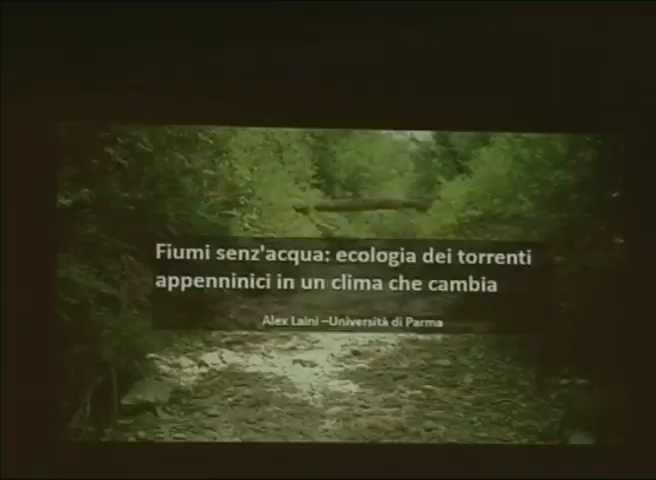 Fiumi senz'acqua: ecologia dei torrenti
appenninici in un clima che cambia
Alex Laini –Università di Parma